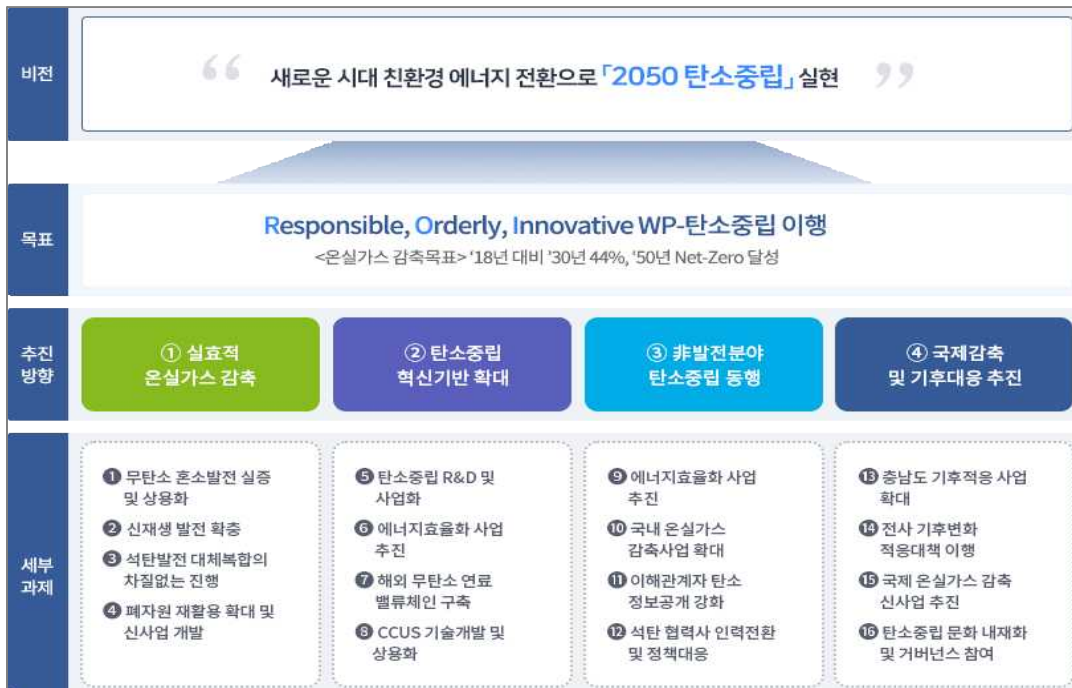 비전
“ 새로운 시대 친환경 에너지 전환으로 「2050 탄소중립」 실현 ”
목표
Responsible, Orderly, Innovative WP-탄소중립 이행
<온실가스 감축목표> ‘18년 대비 ’30년 44%, ‘50년 Net-Zero 달성
추진
방향
① 실효적
온실가스 감축
② 탄소중립
혁신기반 확대
③ 非발전분야
탄소중립 동행
④ 국제감축
및 기후대응 추진
세부
과제
❶ 무탄소 혼소발전 실증
및 상용화
❷ 신재생 발전 확충
❸ 석탄발전 대체복합의
차질없는 진행
❹ 폐자원 재활용 확대 및
신사업 개발
❺ 탄소중립 R&D 및
사업화
❻ 에너지효율화 사업
추진
❼ 해외 무탄소 연료
밸류체인 구축
❽ CCUS 기술개발 및
상용화
❾ 에너지효율화 사업
추진
❿ 국내 온실가스
감축사업 확대
⓫ 이해관계자 탄소
정보공개 강화
⓬ 석탄 협력사 인력전환
및 정책대응
⓭ 충남도 기후적응 사업
확대
⓮ 전사 기후변화
적응대책 이행
⓯ 국제 온실가스 감축
신사업 추진
⓰ 탄소중립 문화 내재화
및 거버넌스 참여